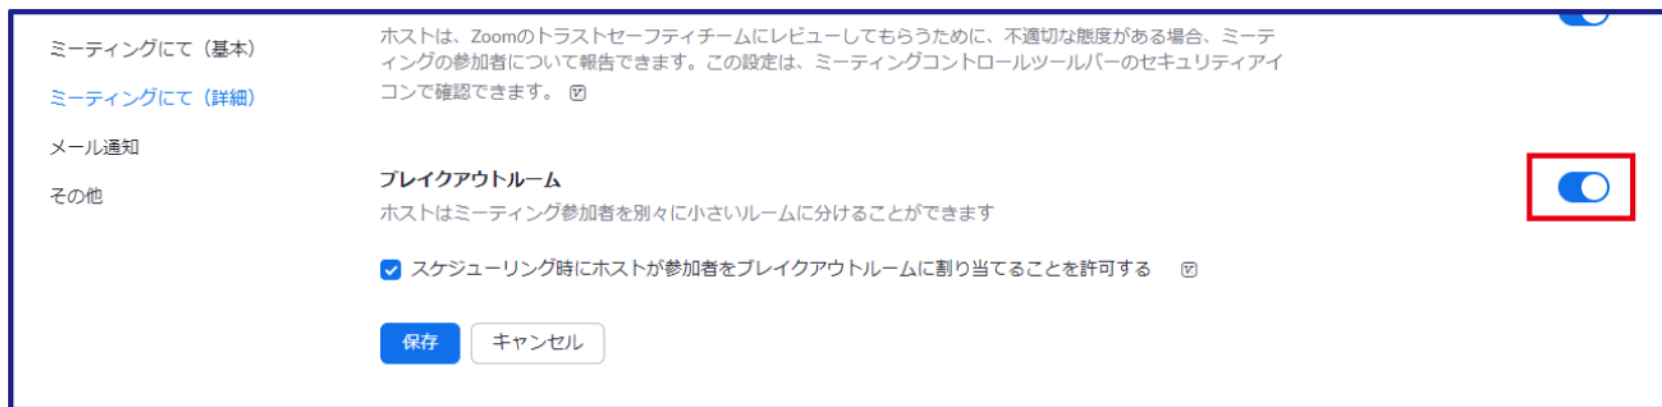 ミーティングにて（基本）
ミーティングにて（詳細）
メール通知
その他
ホストは、Zoomのトラストセーフティチームにレビューしてもらうために、不適切な態度がある場合、ミーテ
ィングの参加者について報告できます。この設定は、ミーティングコントロールツールバーのセキュリティアイ
コンで確認できます。
ブレイクアウトルーム
ホストはミーティング参加者を別々に小さいルームに分けることができます
スケジューリング時にホストが参加者をブレイクアウトルームに割り当てることを許可する
保存
キャンセル